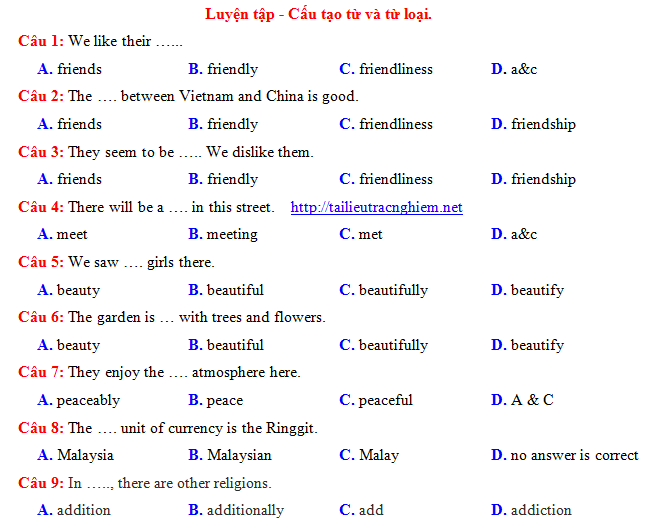 Luyện tập - Cấu tạo từ và từ loại.
Câu 1: We like their …...
A. friends B. friendly C. friendliness D. a&c
Câu 2: The …. between Vietnam and China is good.
A. friends B. friendly C. friendliness D. friendship
Câu 3: They seem to be ….. We dislike them.
A. friends B. friendly C. friendliness D. friendship
Câu 4: There will be a …. in this street. http://tailieutracnghiem.net
A. meet B. meeting C. met D. a&c
Câu 5: We saw …. girls there.
A. beauty B. beautiful C. beautifully D. beautify
Câu 6: The garden is … with trees and flowers.
A. beauty B. beautiful C. beautifully D. beautify
Câu 7: They enjoy the …. atmosphere here.
A. peaceably B. peace C. peaceful D. A & C
Câu 8: The …. unit of currency is the Ringgit.
A. Malaysia B. Malaysian C. Malay D. no answer is correct
Câu 9: In ….., there are other religions.
A. addition B. additionally C. add D. addiction